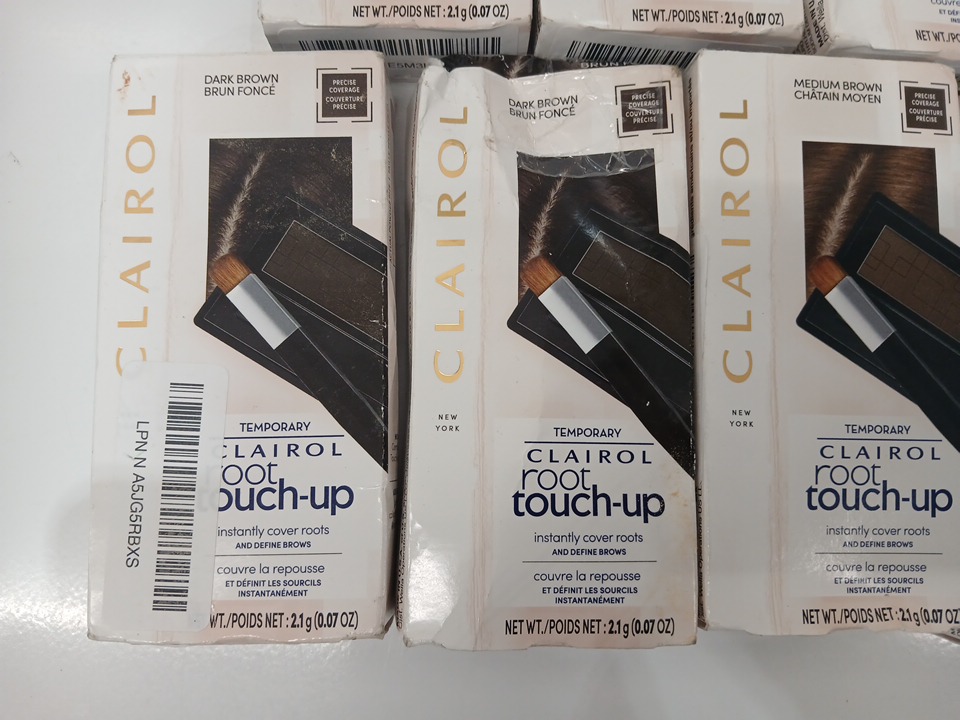 NET WT./POIDS NET : 2.1 g (0.07 OZ)
NET WT./POIDS NET : 2.1 g (0.07 OZ)
NET WT./PO
DARK BROWN
BRUN FONCÉ
PRECISE
COVERAGE
COUVERTURE
PRÉCISE
CLAIROL
LPN N A5JG5RBXS
TEMPORARY
CLAIROL
root
touch-up
instantly cover roots
AND DEFINE BROWS
couvre la repousse
ET DÉFINIT LES SOURCILS
INSTANTANÉMENT
WT./POIDS NET : 2.1 g (0.07 OZ)
DARK BROWN
BRUN FONCÉ
PRECISE
COVERAGE
COUVERTURE
PRÉCISE
CLAIROL
NEW
YORK
TEMPORARY
CLAIROL
root
touch-up
instantly cover roots
AND DEFINE BROWS
couvre la repousse
ET DÉFINIT LES SOURCILS
INSTANTANÉMENT
NET WT./POIDS NET : 2.1 g (0.07 OZ)
MEDIUM BROWN
CHÂTAIN MOYEN
PRECISE
COVERAGE
COUVERTURE
PRÉCISE
CLAIROL
NEW
YORK
TEMPORARY
CLAIROL
root
touch-up
instantly cover roots
AND DEFINE BROWS
couvre la repousse
ET DÉFINIT LES SOURCILS
INSTANTANÉMENT
NET WT./POIDS NET : 2.1 g (0.07 OZ)